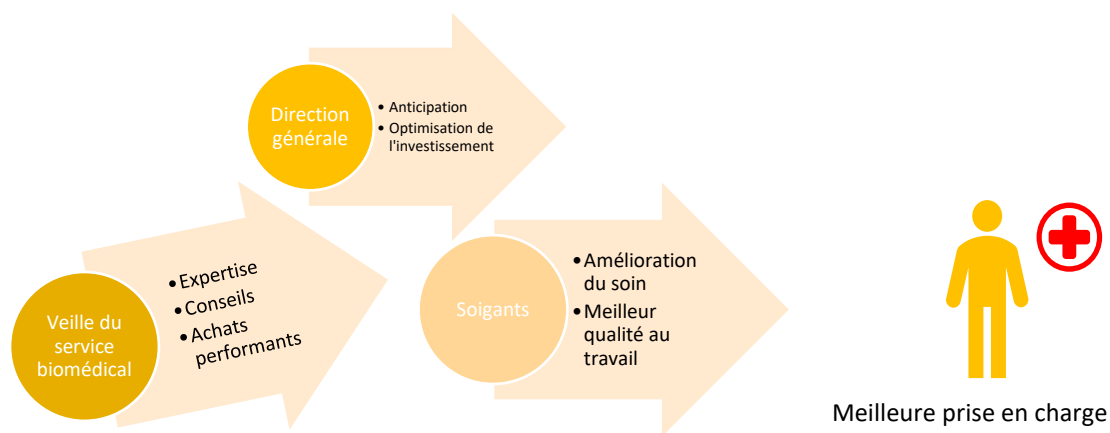 Direction
générale
• Anticipation
• Optimisation de
l'investissement
Veille du
service
biomédical
•Expertise
•Conseils
•Achats
performants
Soigants
•Amélioration
du soin
•Meilleur
qualité au
travail
Meilleure prise en charge